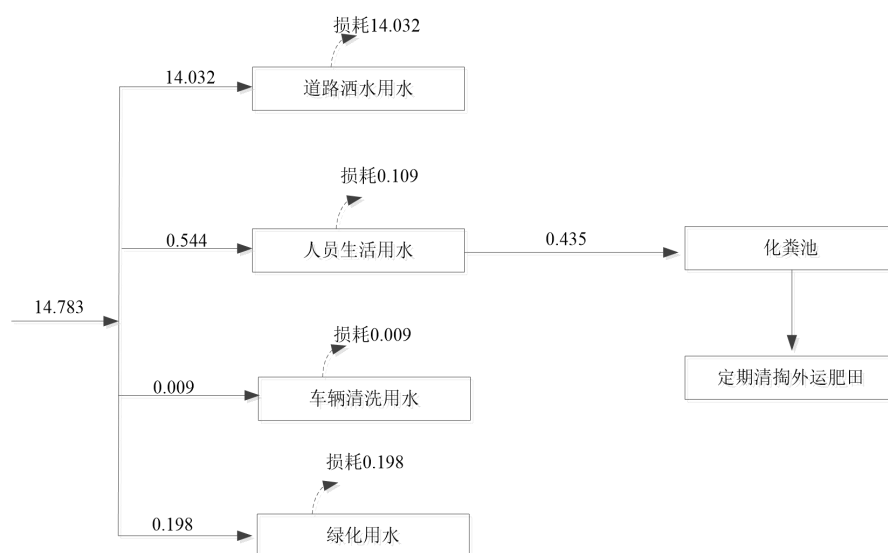 损耗14.032
14.032
道路洒水用水
损耗0.109
0.544
人员生活用水
0.435
化粪池
14.783
损耗0.009
0.009
车辆清洗用水
定期清掏外运肥田
损耗0.198
0.198
绿化用水